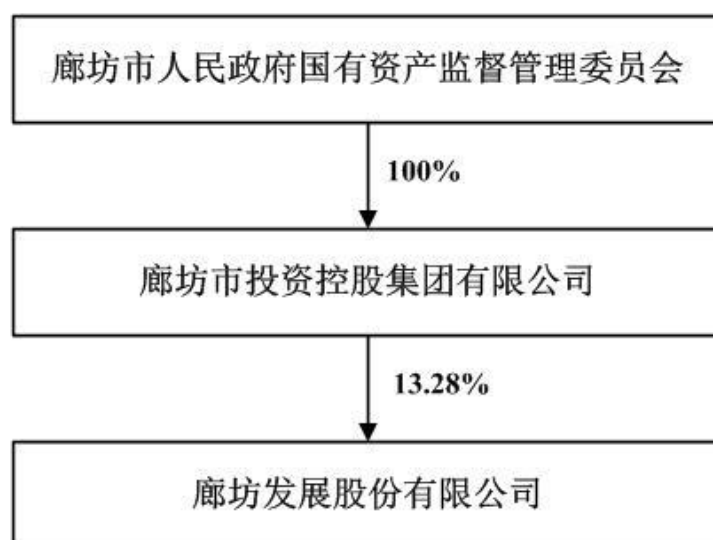 廊坊市人民政府国有资产监督管理委员会
100%
廊坊市投资控股集团有限公司
13.28%
廊坊发展股份有限公司